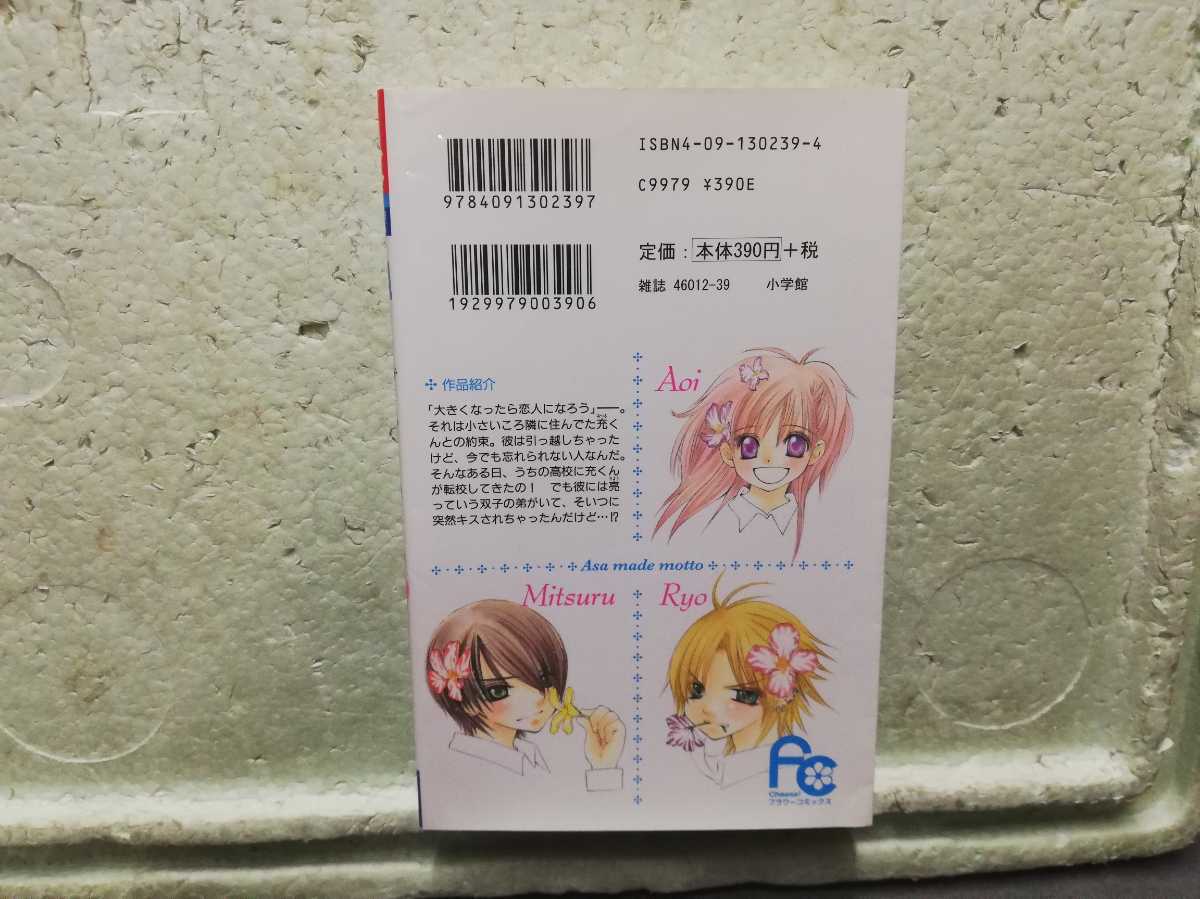 ISBN4-09-130239-4
C9979 ¥390E
9784091302397
定価：本体390円＋税
雑誌 46012-39 小学館
1929979003906
作品紹介
「大きくなったら恋人になろう」——。
それは小さいころ隣に住んでた充く
んとの約束。彼は引っ越しちゃった
けど、今でも忘れられない人なんだ。
そんなある日、うちの高校に充くん
が転校してきたの！ でも彼には亮
っていう双子の弟がいて、そいつに
突然キスされちゃったんだけど…!?
Aoi
Asa made motto
Mitsuru
Ryo
FC
Cheese!
フラワーコミックス